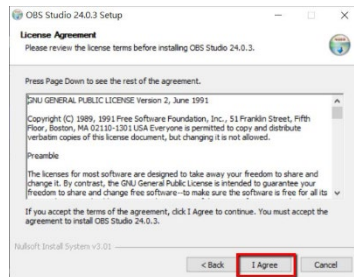 OBS Studio 24.0.3 Setup
License Agreement
Please review the license terms before installing OBS Studio 24.0.3.
Press Page Down to see the rest of the agreement.
GNU GENERAL PUBLIC LICENSE Version 2, June 1991
Copyright (C) 1989, 1991 Free Software Foundation, Inc., 51 Franklin Street, Fifth
Floor, Boston, MA 02110-1301 USA Everyone is permitted to copy and distribute
verbatim copies of this license document, but changing it is not allowed.
Preamble
The licenses for most software are designed to take away your freedom to share and
change it. By contrast, the GNU General Public License is intended to guarantee your
freedom to share and change free software--to make sure the software is free for all its
If you accept the terms of the agreement, click I Agree to continue. You must accept the
agreement to install OBS Studio 24.0.3.
Nullsoft Install System v3.01
< Back I Agree Cancel